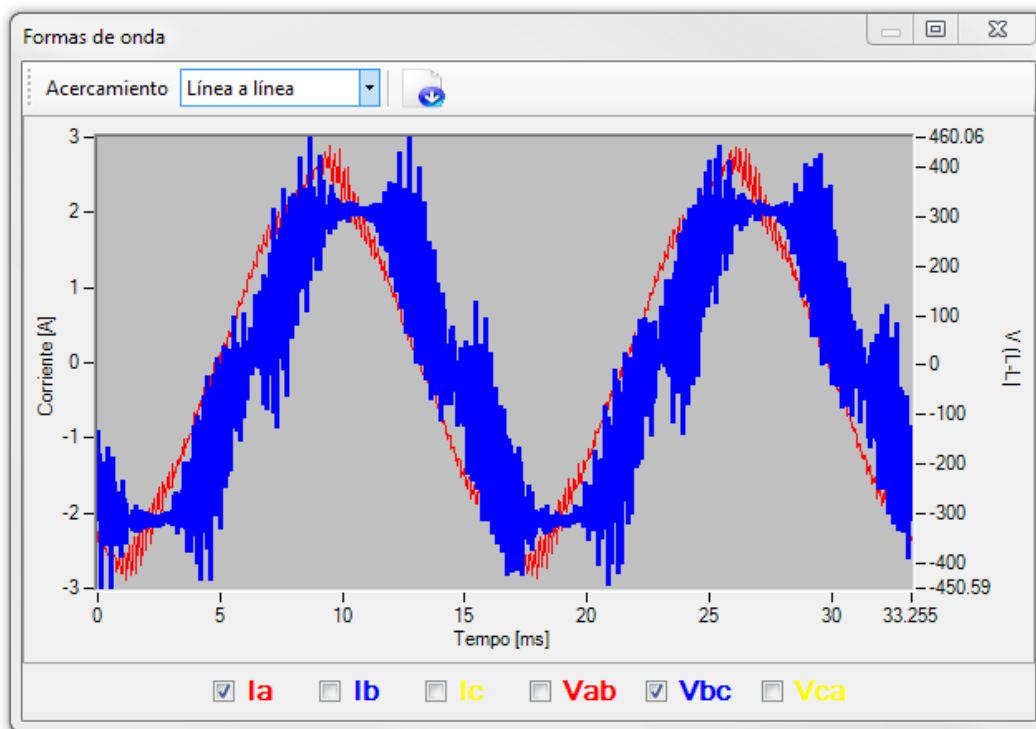 Formas de onda
Acercamiento Línea a línea
3 460.06
400
2 300
200
1
100
0 0
-100
-1
-200
-2 -300
-400
-3 -450.59
Corriente [A]
V (L-L]
0 5 10 15 20 25 30 33.255
Tempo [ms]
Ia Ib Ic Vab Vbc Vca